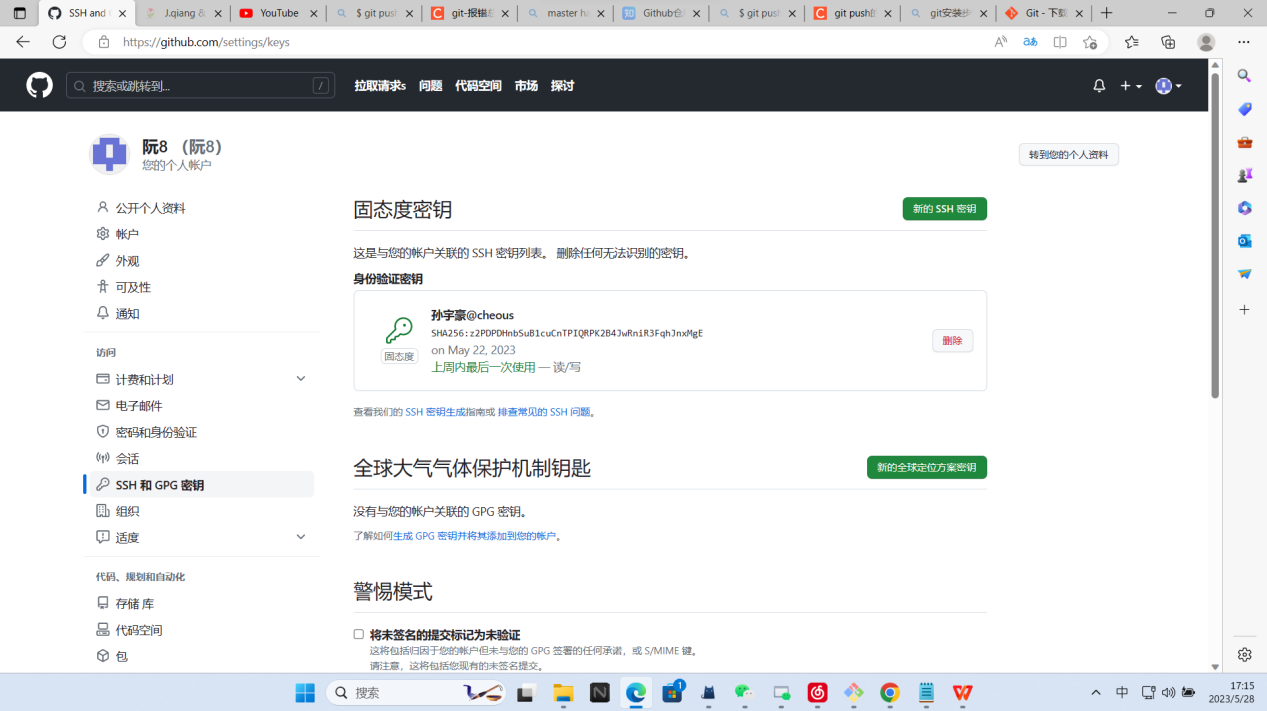 SSH and
J.qiang &
YouTube
$ git pus
git-报错
master ha
Github仓
$ git pus
git push的
git安装步
Git - 下载
https://github.com/settings/keys
搜索或跳转到...
/
拉取请求s 问题 代码空间 市场 探讨
阮8 （阮8）
您的个人帐户
转到您的个人资料
公开个人资料
帐户
外观
可及性
通知
访问
计费和计划
电子邮件
密码和身份验证
会话
SSH 和 GPG 密钥
组织
适度
代码、规划和自动化
存储 库
代码空间
包
固态度密钥
新的 SSH 密钥
这是与您的帐户关联的 SSH 密钥列表。 删除任何无法识别的密钥。
身份验证密钥
孙宇豪@cheous
SHA256:z2PDPDHnbSuB1cuCnTPIQRPK2B4JwRniR3FqhJnxMgE
on May 22, 2023
上周内最后一次使用 — 读/写
固态度
删除
查看我们的 SSH 密钥生成指南或 排查常见的 SSH 问题。
全球大气气体保护机制钥匙
新的全球定位方案密钥
没有与您的帐户关联的 GPG 密钥。
了解如何生成 GPG 密钥并将其添加到您的帐户。
警惕模式
将未签名的提交标记为未验证
这将包括归因于您的帐户但未与您的 GPG 签署的任何承诺，或 S/MIME 键。
请注意，这将包括您现有的未签名提交。
搜索
1
中
17:15
2023/5/28